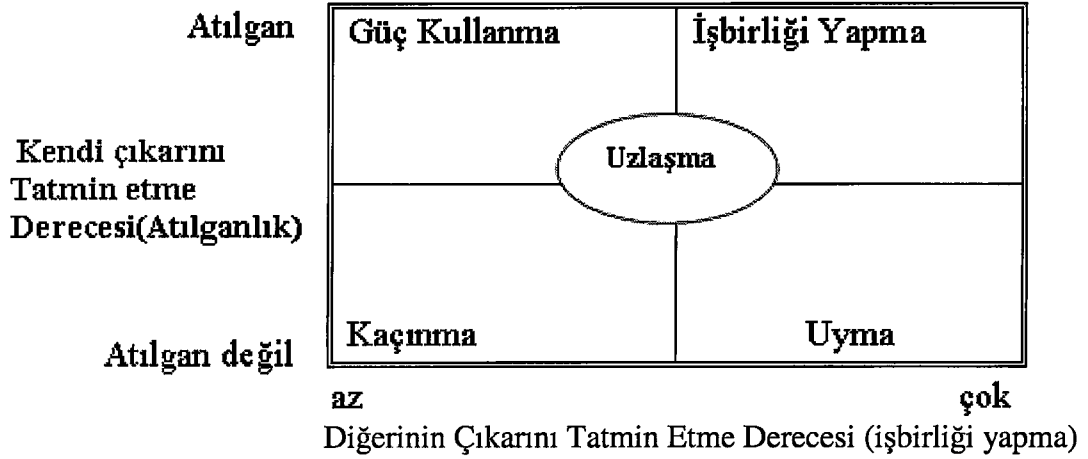 Atılgan
Güç Kullanma
İşbirliği Yapma
Kendi çıkarını
Tatmin etme
Derecesi(Atılganlık)
Uzlaşma
Atılgan değil
Kaçınma
Uyma
az
çok
Diğerinin Çıkarını Tatmin Etme Derecesi (işbirliği yapma)